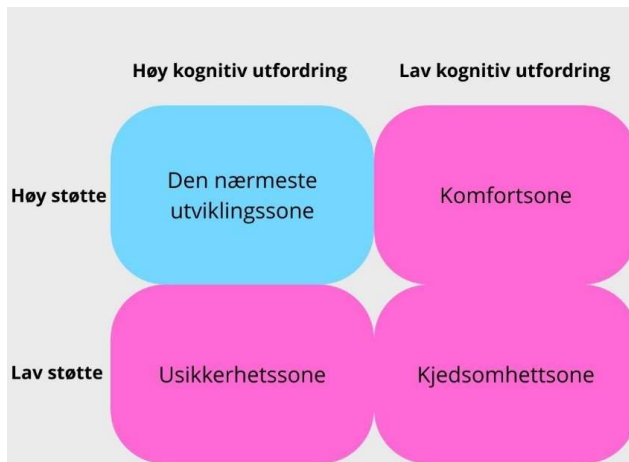 Høy kognitiv utfordring
Lav kognitiv utfordring
Høy støtte
Den nærmeste
utviklingssone
Komfortsone
Lav støtte
Usikkerhetssone
Kjedsomhettsone